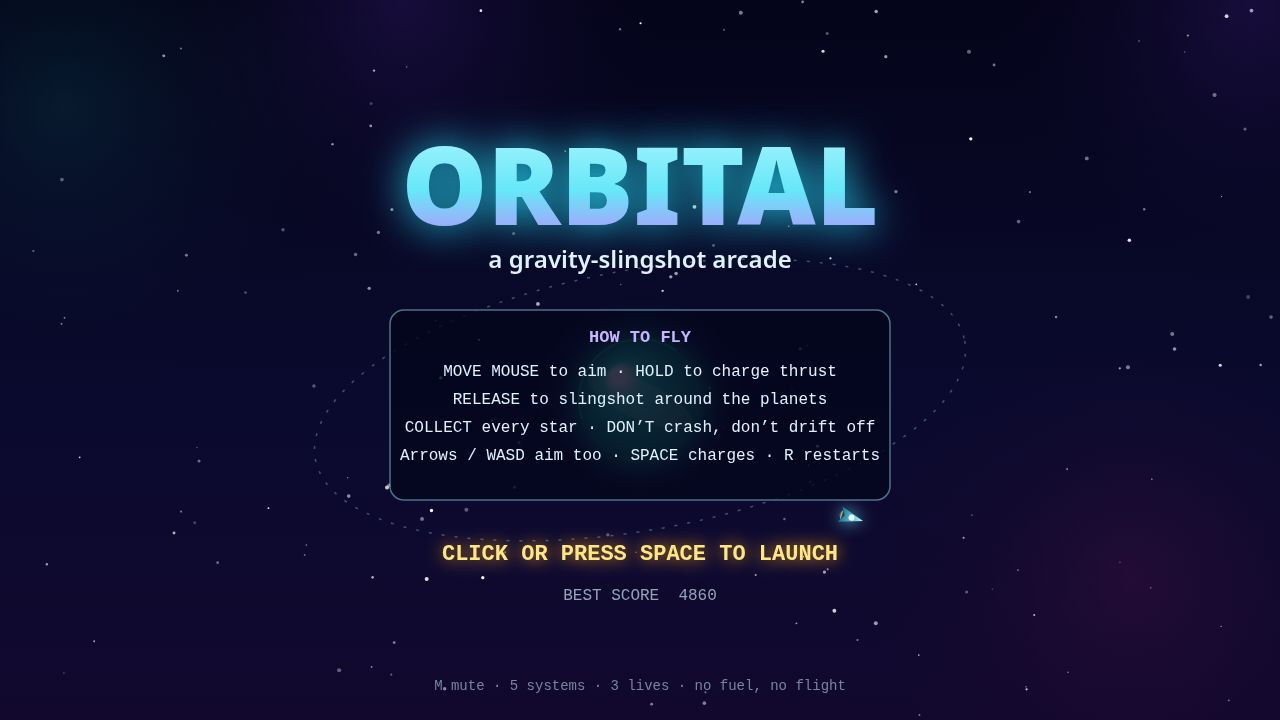 ORBITAL
a gravity-slingshot arcade
HOW TO FLY
MOVE MOUSE to aim · HOLD to charge thrust
RELEASE to slingshot around the planets
COLLECT every star · DON’T crash, don’t drift off
Arrows / WASD aim too · SPACE charges · R restarts
CLICK OR PRESS SPACE TO LAUNCH
BEST SCORE  4860
M mute · 5 systems · 3 lives · no fuel, no flight